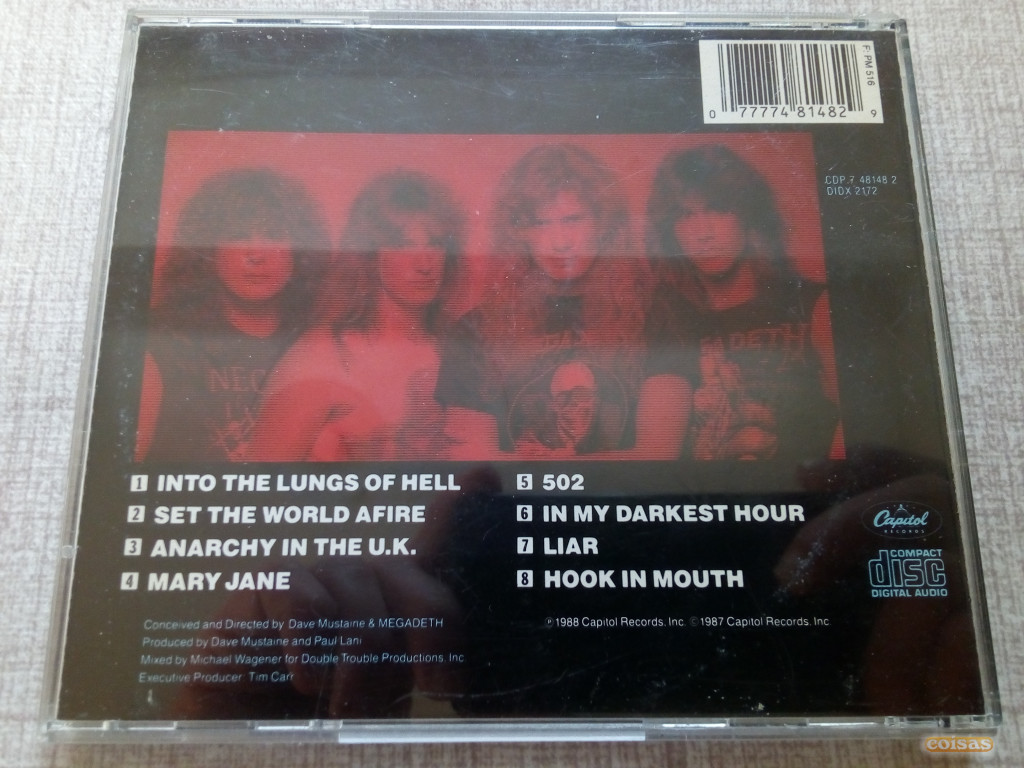 F: PM 516
0 77774 81482 9
CDP 7 48148 2
DIDX 2172
MEGADETH
1 INTO THE LUNGS OF HELL
2 SET THE WORLD AFIRE
3 ANARCHY IN THE U.K.
4 MARY JANE
5 502
6 IN MY DARKEST HOUR
7 LIAR
8 HOOK IN MOUTH
Capitol
RECORDS
COMPACT
disc
DIGITAL AUDIO
Conceived and Directed by Dave Mustaine & MEGADETH
Produced by Dave Mustaine and Paul Lani
Mixed by Michael Wagener for Double Trouble Productions, Inc.
Executive Producer: Tim Carr
℗ 1988 Capitol Records, Inc. © 1987 Capitol Records, Inc.
coisas